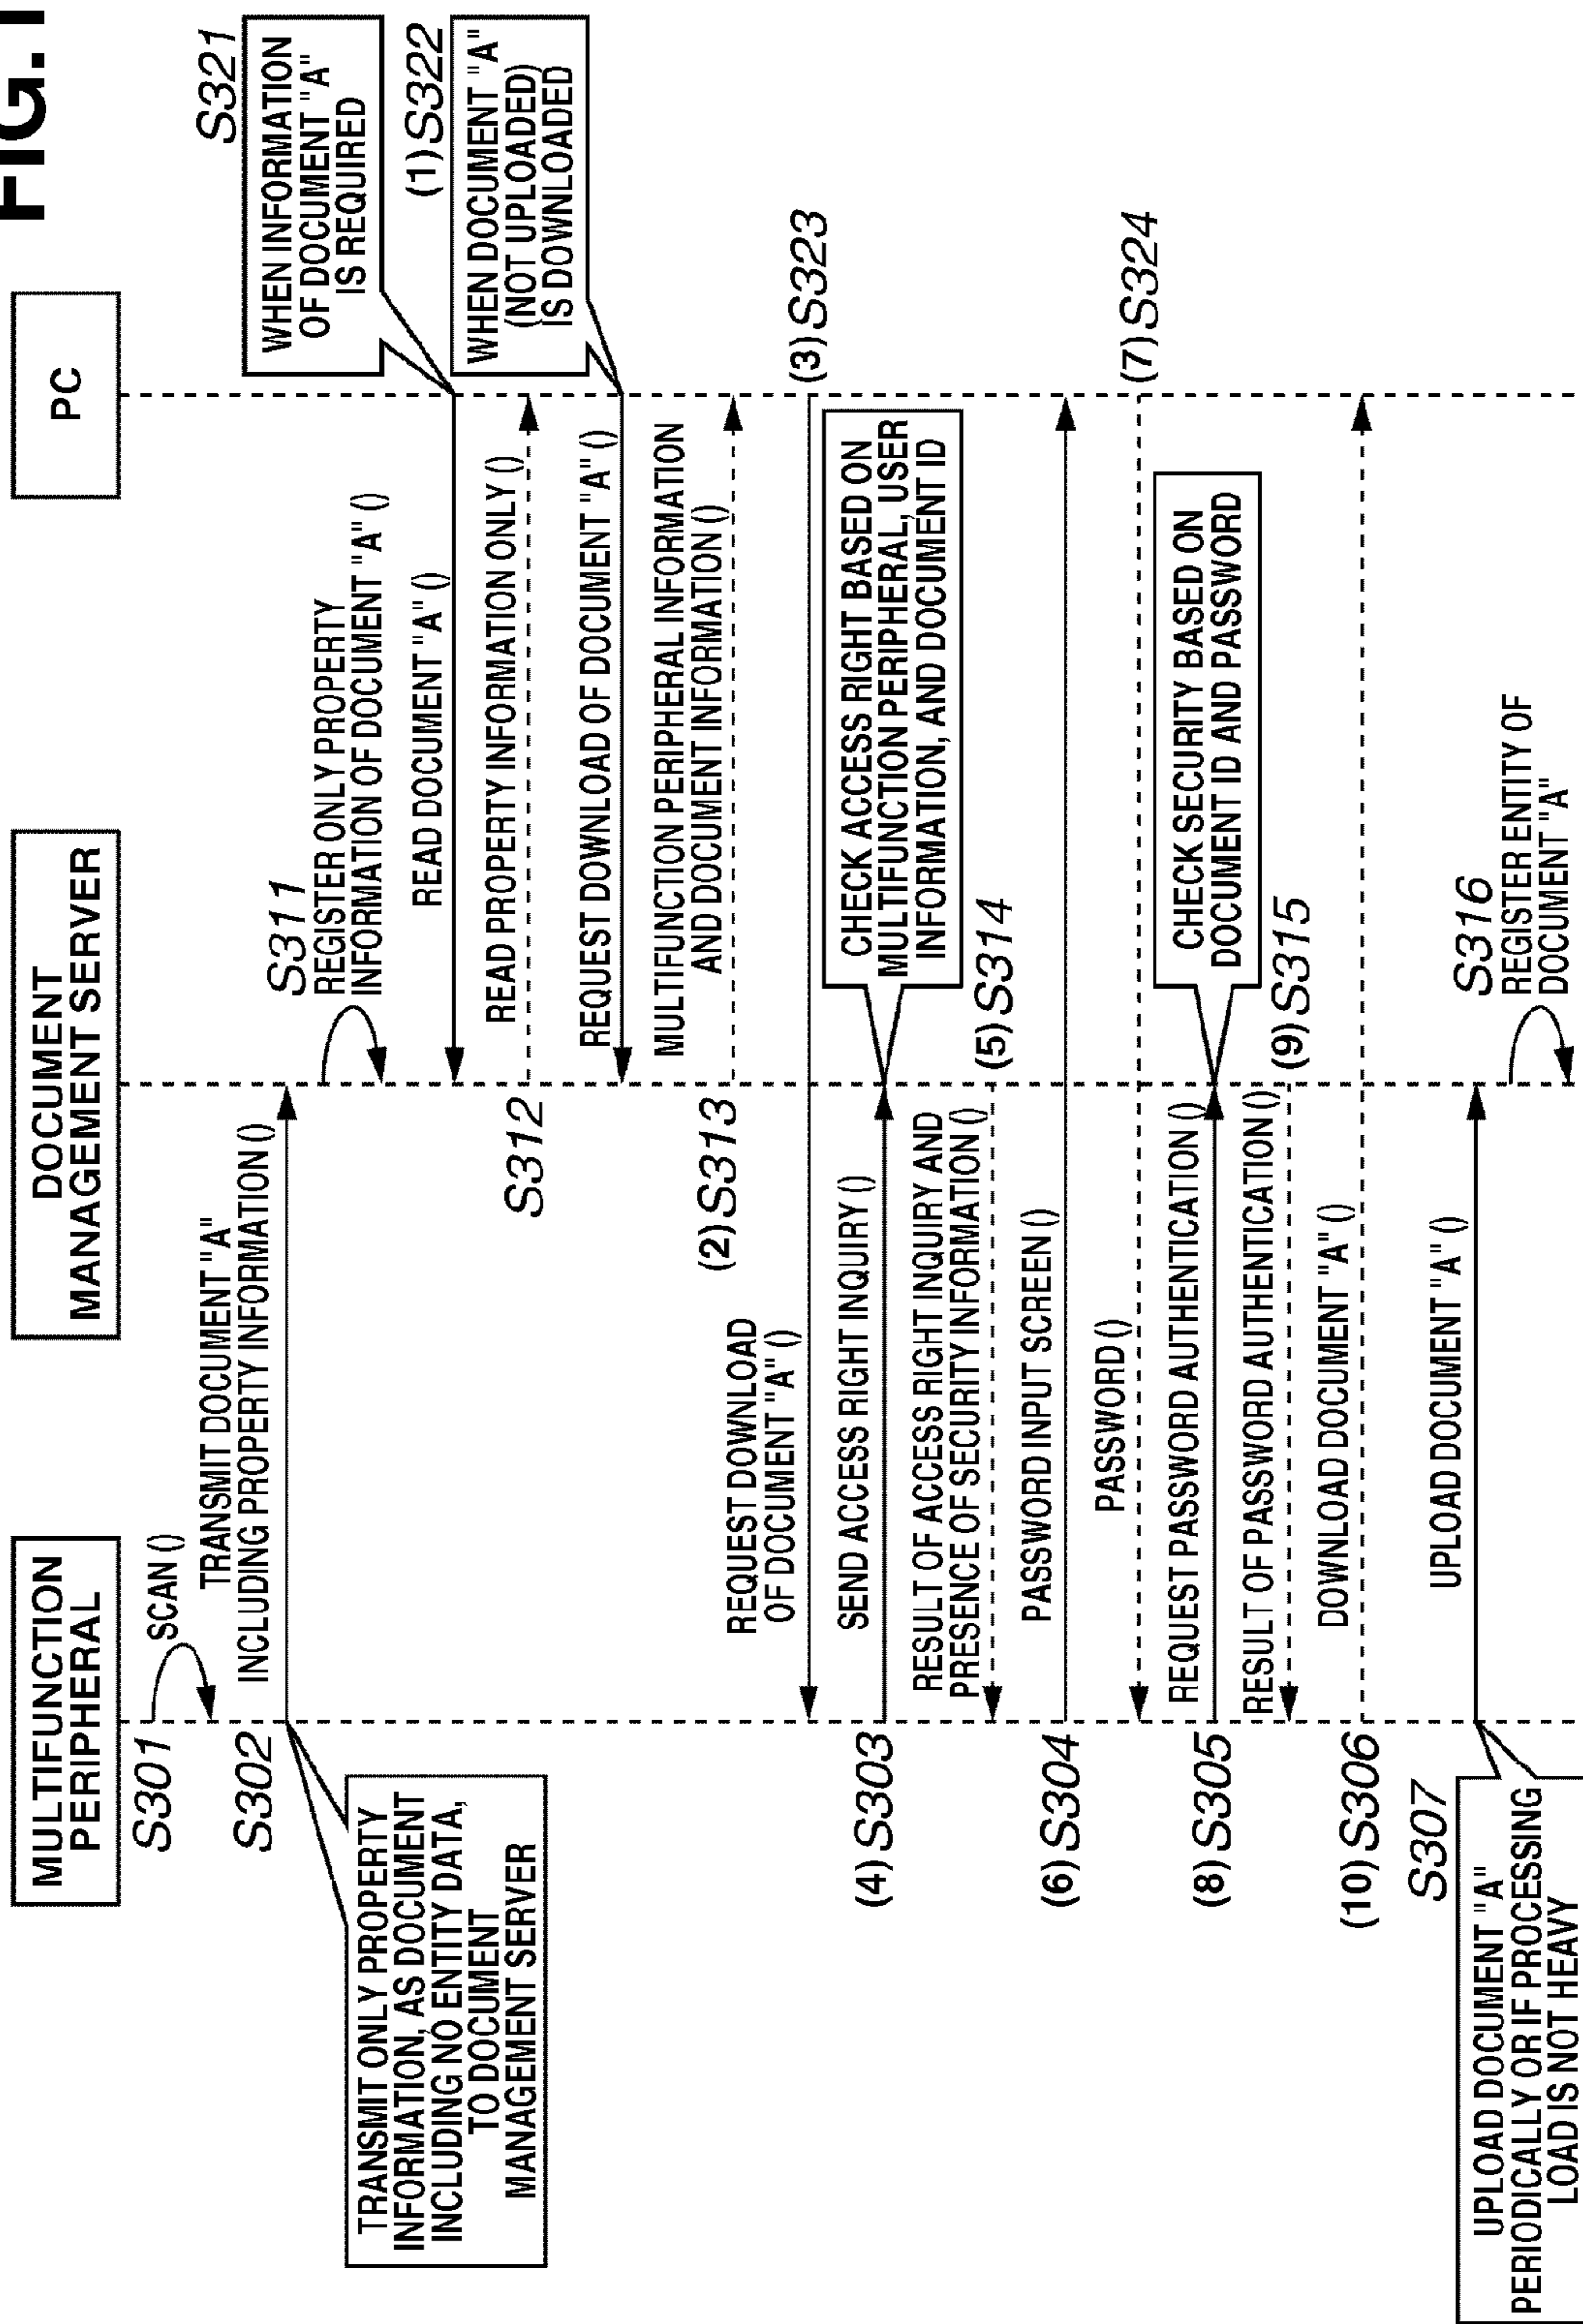 FIG. 1
MULTIFUNCTION
PERIPHERAL
DOCUMENT
MANAGEMENT SERVER
PC
S301
SCAN ()
S302
TRANSMIT DOCUMENT "A"
INCLUDING PROPERTY INFORMATION ()
TRANSMIT ONLY PROPERTY
INFORMATION, AS DOCUMENT
INCLUDING NO ENTITY DATA,
TO DOCUMENT
MANAGEMENT SERVER
S311
REGISTER ONLY PROPERTY
INFORMATION OF DOCUMENT "A" ()
S321
WHEN INFORMATION
OF DOCUMENT "A"
IS REQUIRED
READ DOCUMENT "A" ()
S312
READ PROPERTY INFORMATION ONLY ()
(1) S322
WHEN DOCUMENT "A"
(NOT UPLOADED)
IS DOWNLOADED
REQUEST DOWNLOAD OF DOCUMENT "A" ()
(2) S313
MULTIFUNCTION PERIPHERAL INFORMATION
AND DOCUMENT INFORMATION ()
(3) S323
REQUEST DOWNLOAD
OF DOCUMENT "A" ()
(4) S303
SEND ACCESS RIGHT INQUIRY ()
CHECK ACCESS RIGHT BASED ON
MULTIFUNCTION PERIPHERAL, USER
INFORMATION, AND DOCUMENT ID
(5) S314
RESULT OF ACCESS RIGHT INQUIRY AND
PRESENCE OF SECURITY INFORMATION ()
(6) S304
PASSWORD INPUT SCREEN ()
(7) S324
PASSWORD ()
(8) S305
REQUEST PASSWORD AUTHENTICATION ()
CHECK SECURITY BASED ON
DOCUMENT ID AND PASSWORD
(9) S315
RESULT OF PASSWORD AUTHENTICATION ()
(10) S306
DOWNLOAD DOCUMENT "A" ()
S307
UPLOAD DOCUMENT "A"
PERIODICALLY OR IF PROCESSING
LOAD IS NOT HEAVY
UPLOAD DOCUMENT "A" ()
S316
REGISTER ENTITY OF
DOCUMENT "A"